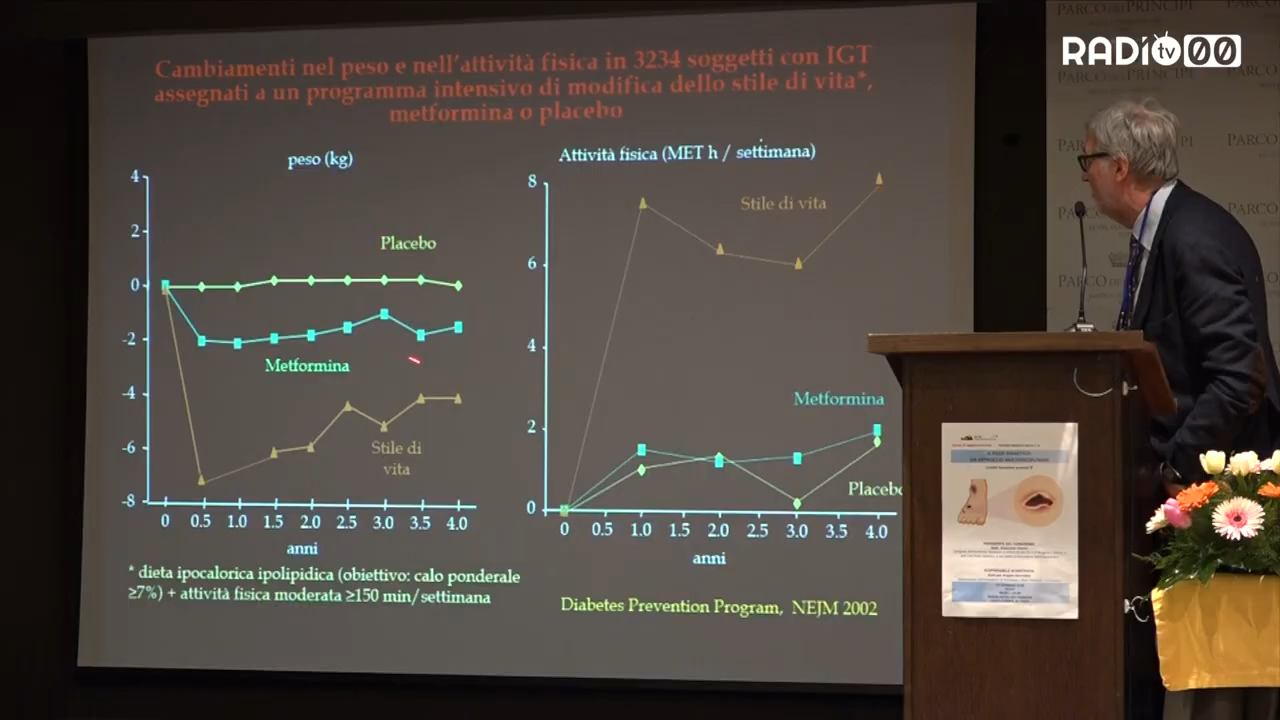 RADIO tv 00
PARCO DEI PRINCIPI
Cambiamenti nel peso e nell'attività fisica in 3234 soggetti con IGT
assegnati a un programma intensivo di modifica dello stile di vita*,
metformina o placebo
peso (kg)
4
2
0
-2
-4
-6
-8
Placebo
Metformina
Stile di
vita
0 0.5 1.0 1.5 2.0 2.5 3.0 3.5 4.0
anni
Attività fisica (MET h / settimana)
8
6
4
2
0
Stile di vita
Metformina
Placebo
0 0.5 1.0 1.5 2.0 2.5 3.0 3.5 4.0
anni
* dieta ipocalorica ipolipidica (obiettivo: calo ponderale
≥7%) + attività fisica moderata ≥150 min/settimana
Diabetes Prevention Program, NEJM 2002
IL PIEDE DIABETICO